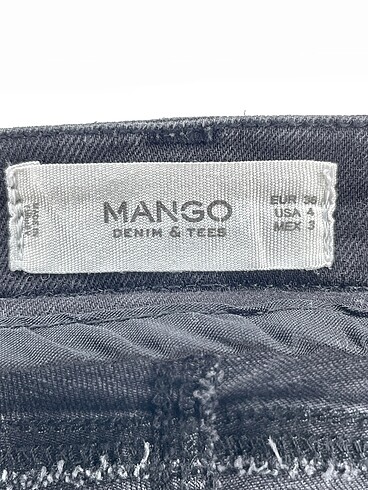 MANGO
DENIM & TEES
EUR 36
USA 4
MEX 3